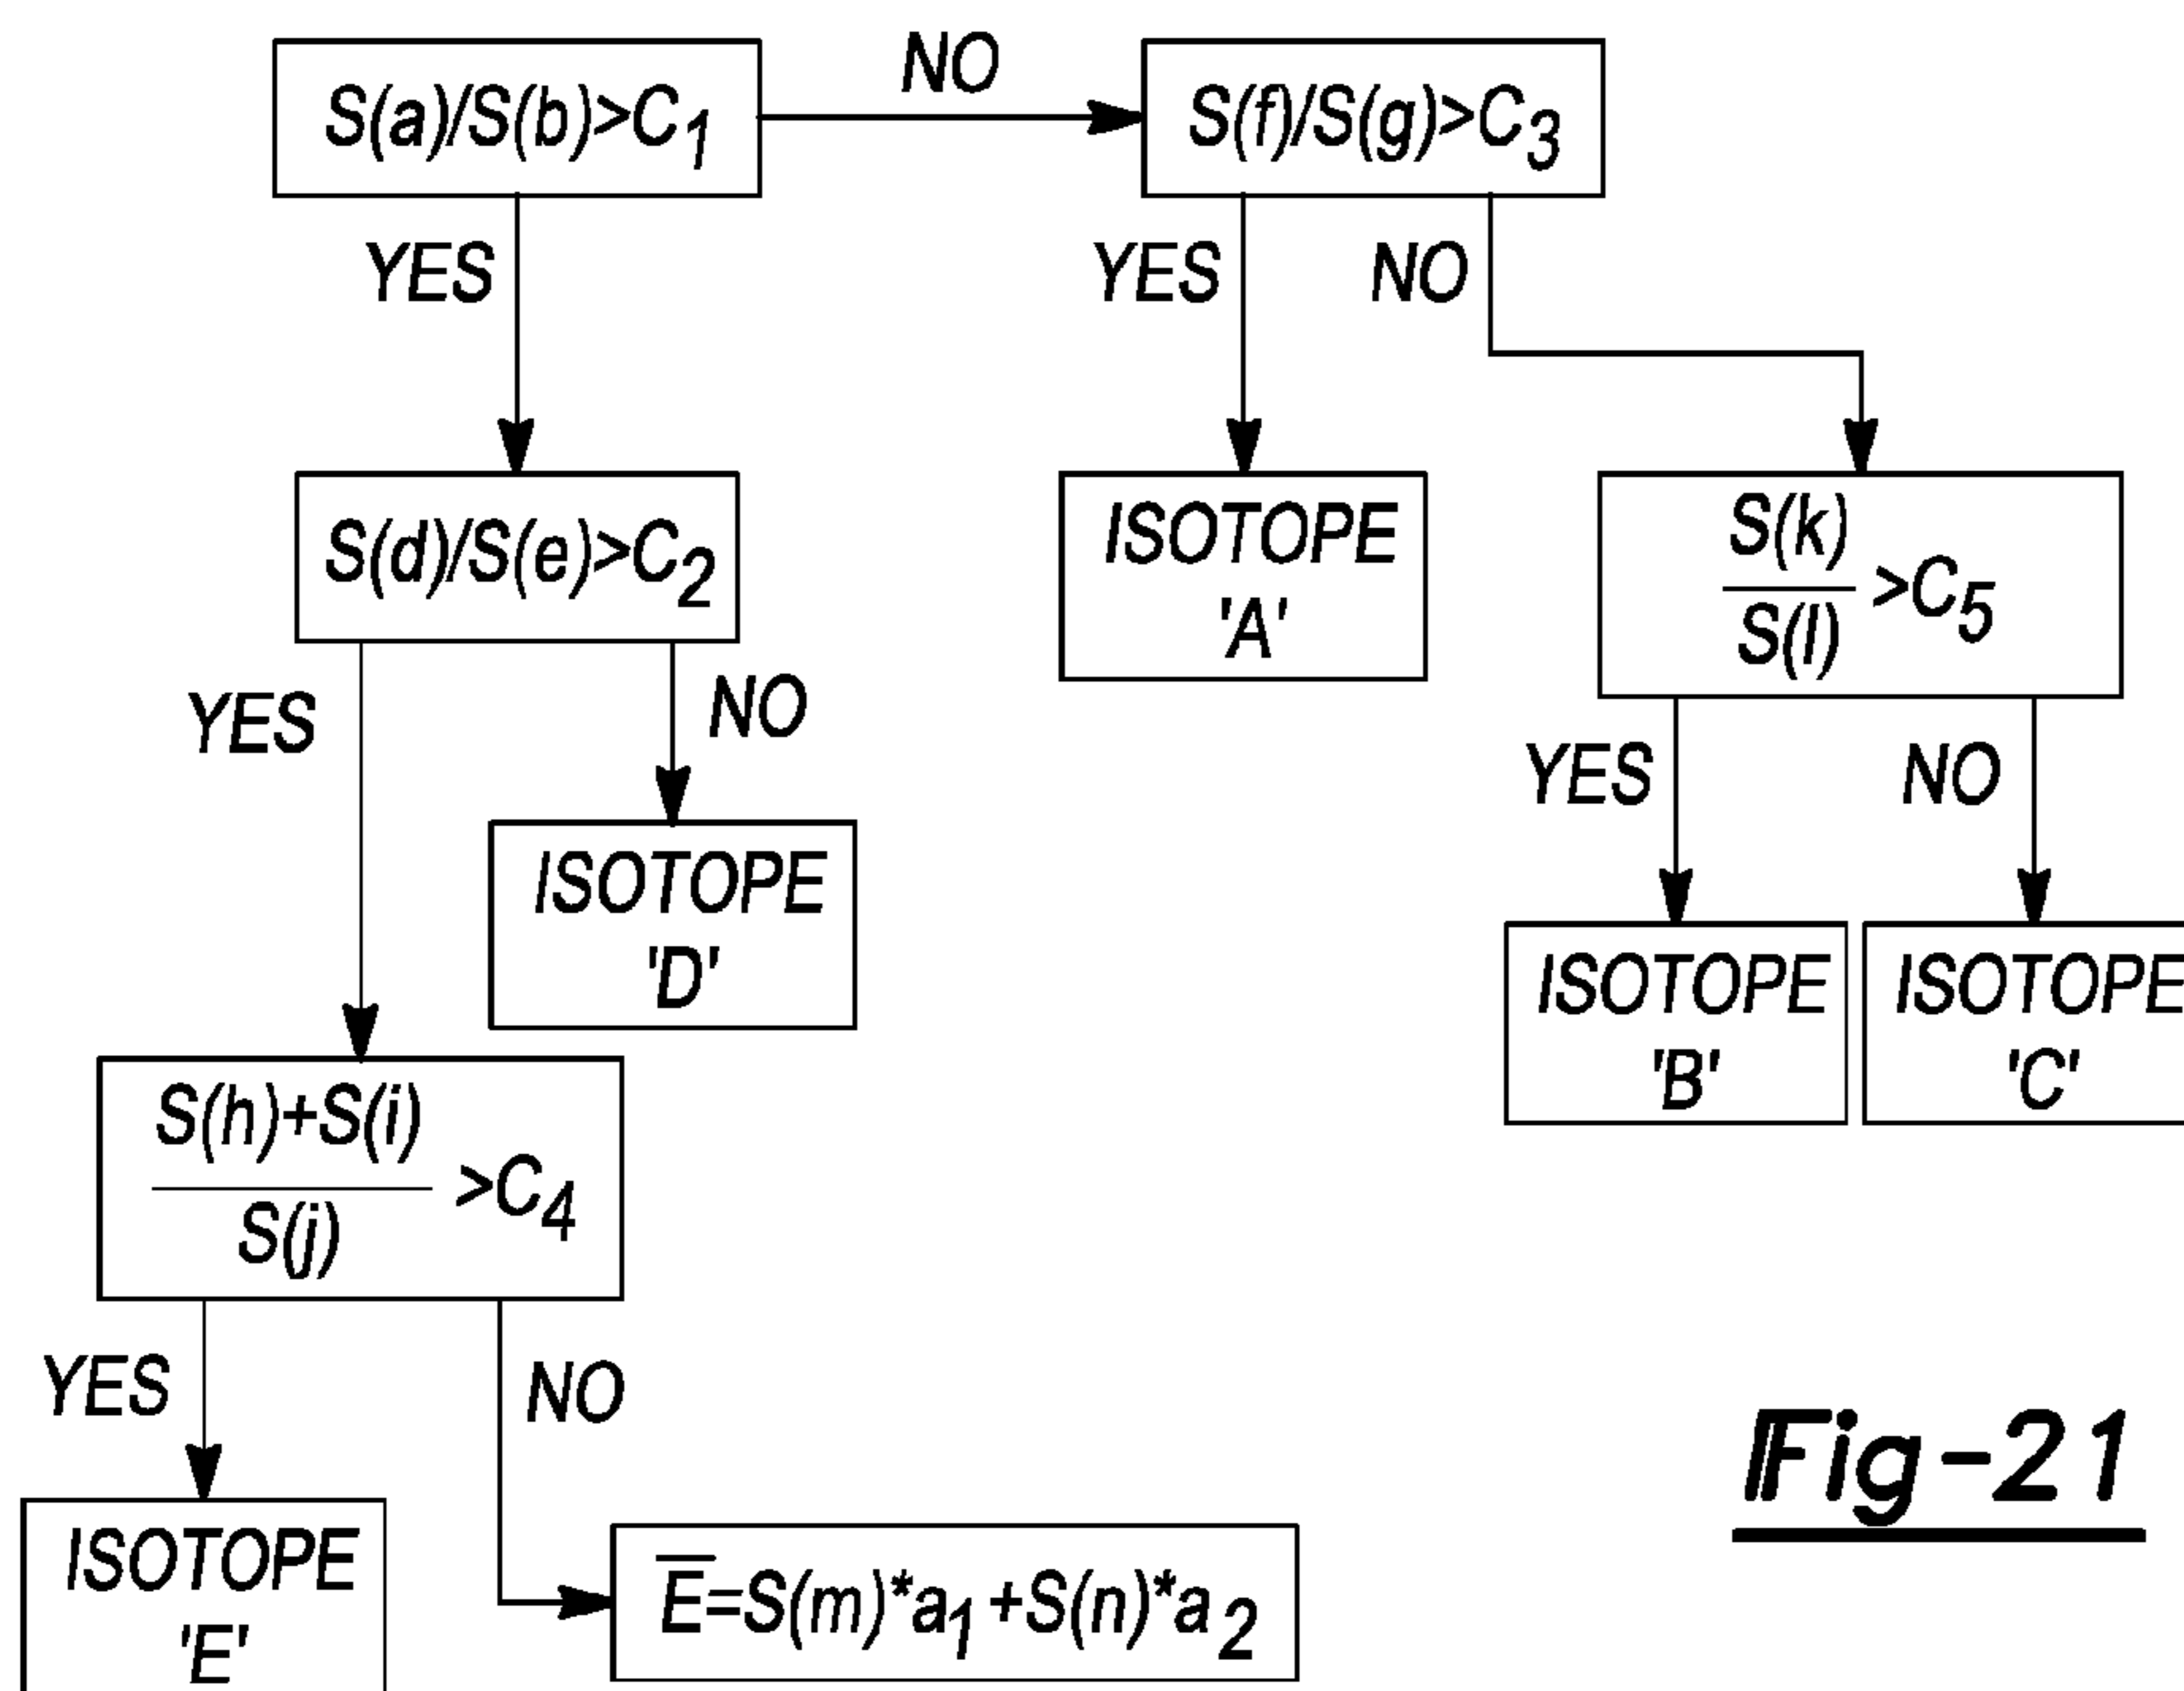 S(a)/S(b)>C1
NO
S(f)/S(g)>C3
YES
YES
NO
S(d)/S(e)>C2
ISOTOPE
'A'
S(k)
S(l)
>C5
YES
NO
YES
NO
ISOTOPE
'D'
ISOTOPE
'B'
ISOTOPE
'C'
S(h)+S(i)
S(j)
>C4
YES
NO
ISOTOPE
'E'
E̅=S(m)*a1+S(n)*a2
Fig-21